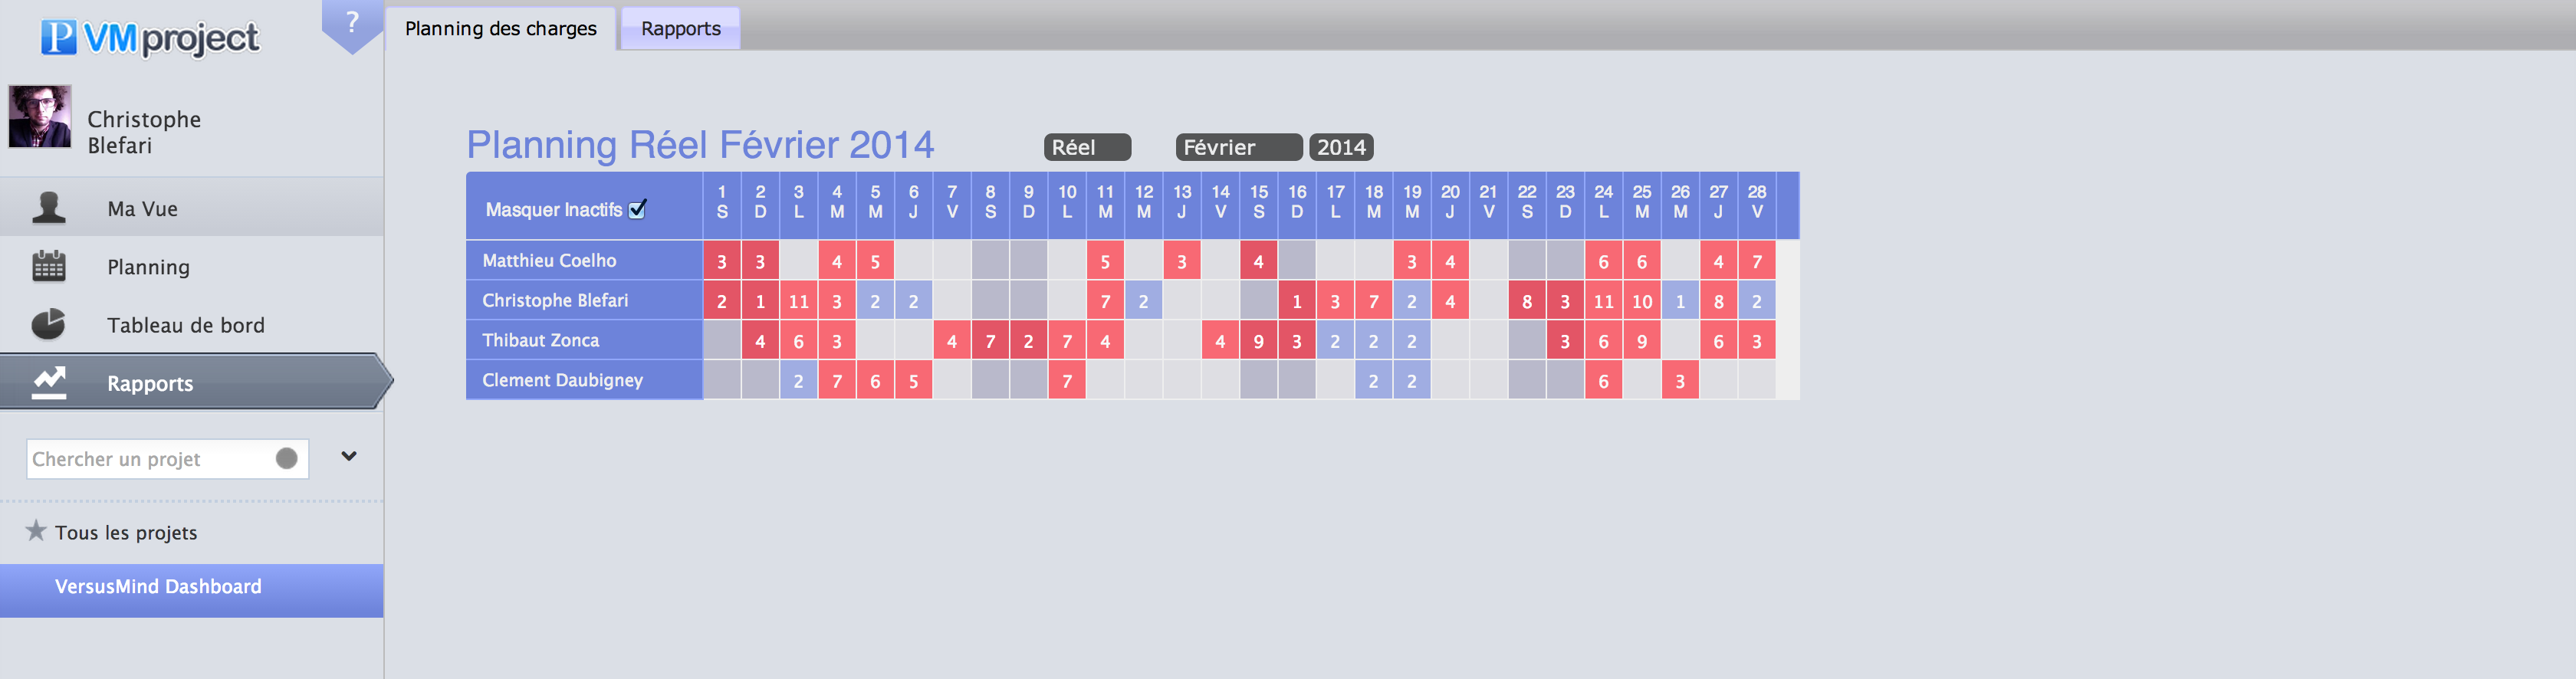 P VMproject
?
Planning des charges
Rapports
Christophe
Blefari
Ma Vue
Planning
Tableau de bord
Rapports
Chercher un projet
Tous les projets
VersusMind Dashboard
Planning Réel Février 2014
Réel
Février
2014
Masquer Inactifs
1 2 3 4 5 6 7 8 9 10 11 12 13 14 15 16 17 18 19 20 21 22 23 24 25 26 27 28
S D L M M J V S D L M M J V S D L M M J V S D L M M J V
Matthieu Coelho 3 3 4 5 5 3 4 3 4 6 6 4 7
Christophe Blefari 2 1 11 3 2 2 7 2 1 3 7 2 4 8 3 11 10 1 8 2
Thibaut Zonca 4 6 3 4 7 2 7 4 4 9 3 2 2 2 3 6 9 6 3
Clement Daubigney 2 7 6 5 7 2 2 6 3